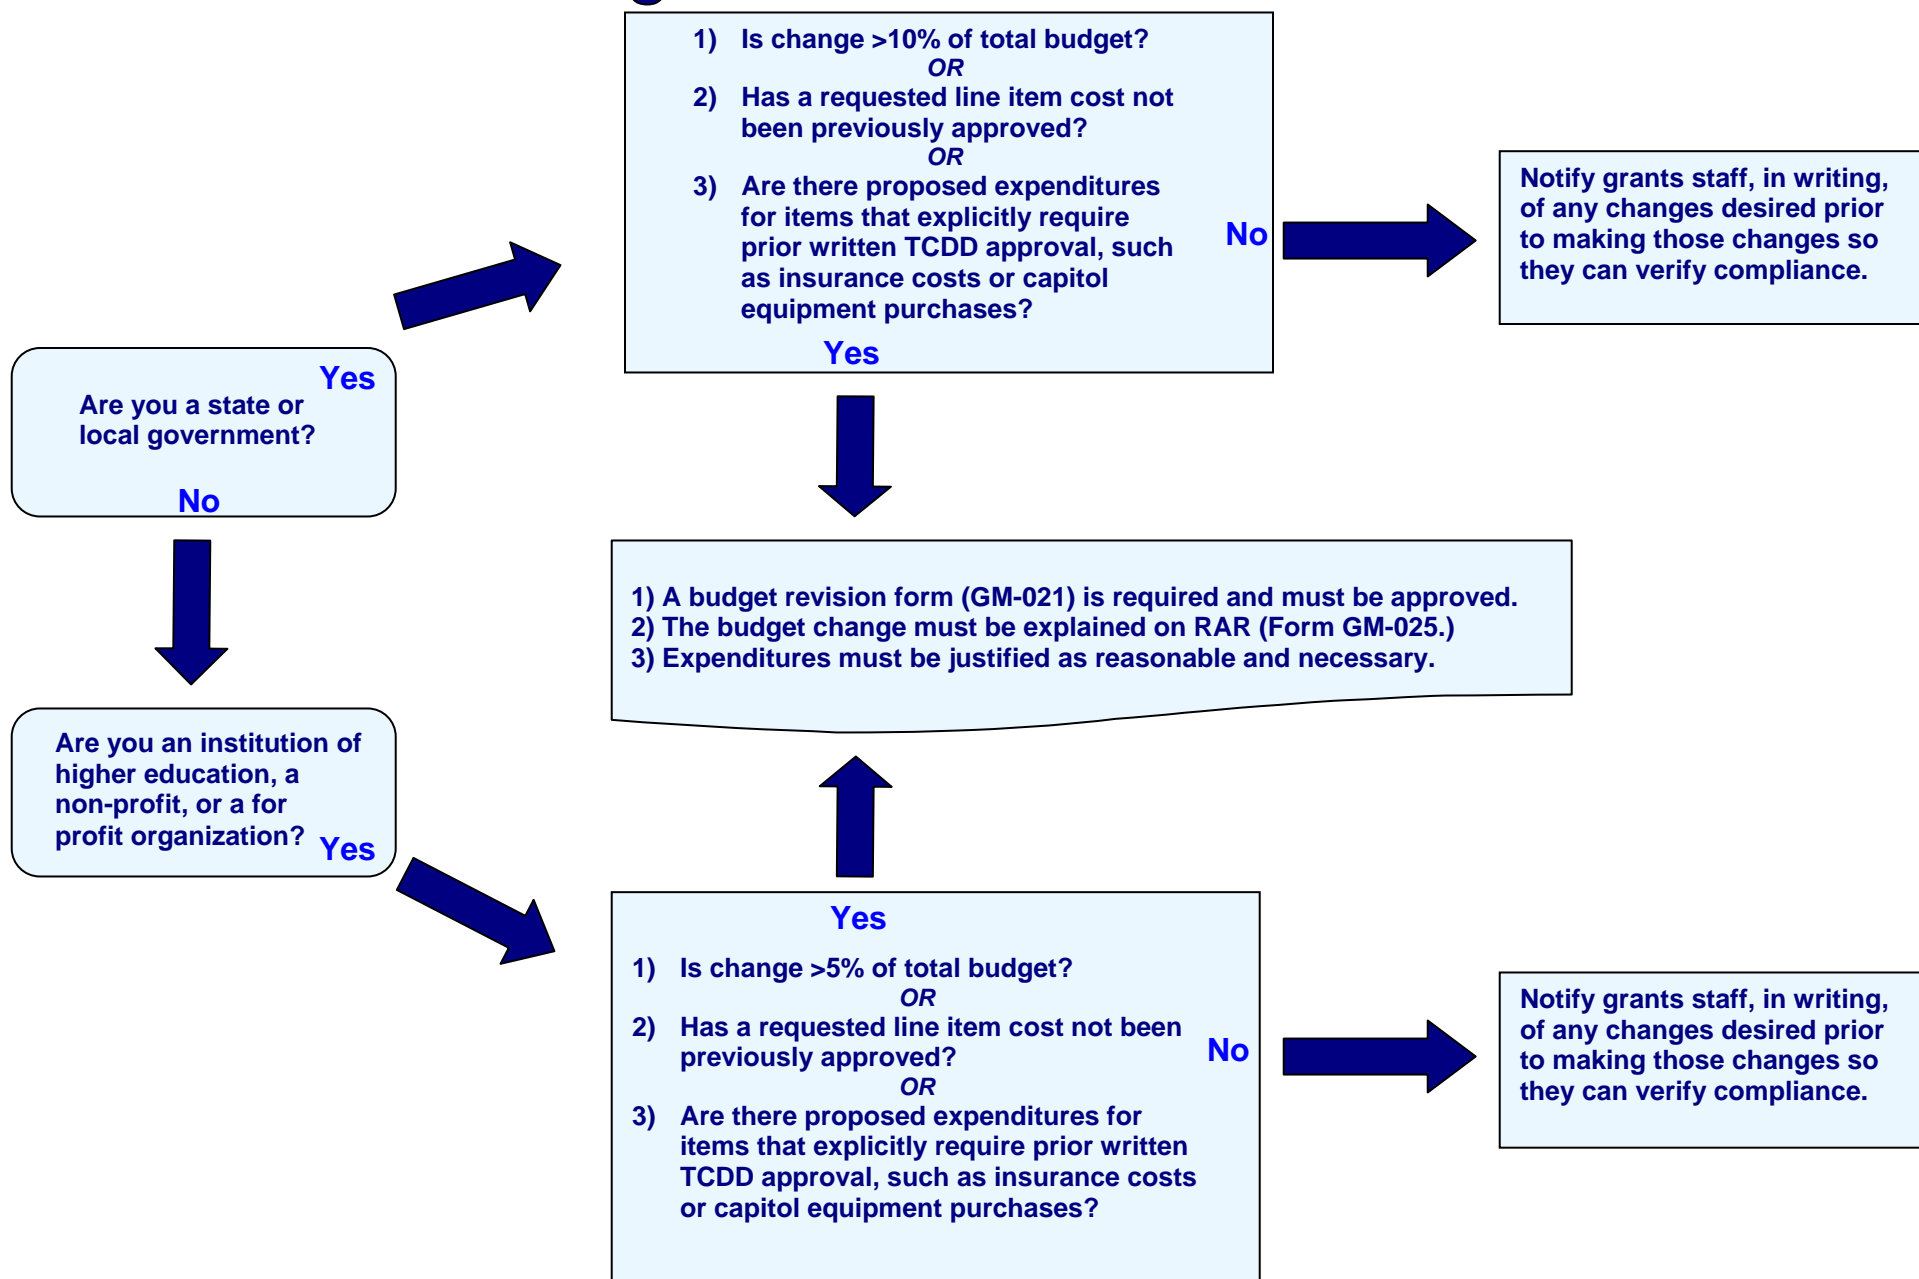 1) Is change >10% of total budget?
OR
2) Has a requested line item cost not
been previously approved?
OR
3) Are there proposed expenditures
for items that explicitly require
prior written TCDD approval, such
as insurance costs or capitol
equipment purchases?
No
Yes
Notify grants staff, in writing,
of any changes desired prior
to making those changes so
they can verify compliance.
Yes
Are you a state or
local government?
No
1) A budget revision form (GM-021) is required and must be approved.
2) The budget change must be explained on RAR (Form GM-025.)
3) Expenditures must be justified as reasonable and necessary.
Are you an institution of
higher education, a
non-profit, or a for
profit organization?
Yes
Yes
1) Is change >5% of total budget?
OR
2) Has a requested line item cost not been
previously approved?
No
OR
3) Are there proposed expenditures for
items that explicitly require prior written
TCDD approval, such as insurance costs
or capitol equipment purchases?
Notify grants staff, in writing,
of any changes desired prior
to making those changes so
they can verify compliance.